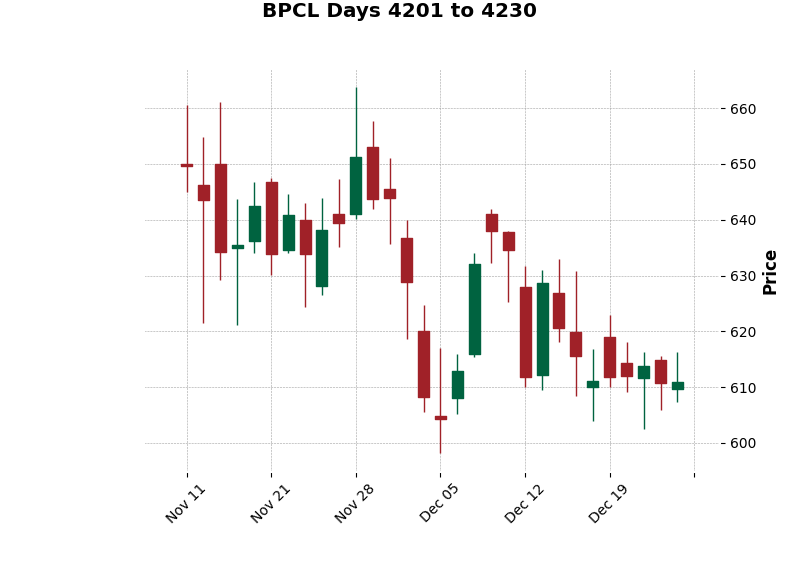 BPCL Days 4201 to 4230
660
650
640
630
620
610
600
Price
Nov 11
Nov 21
Nov 28
Dec 05
Dec 12
Dec 19